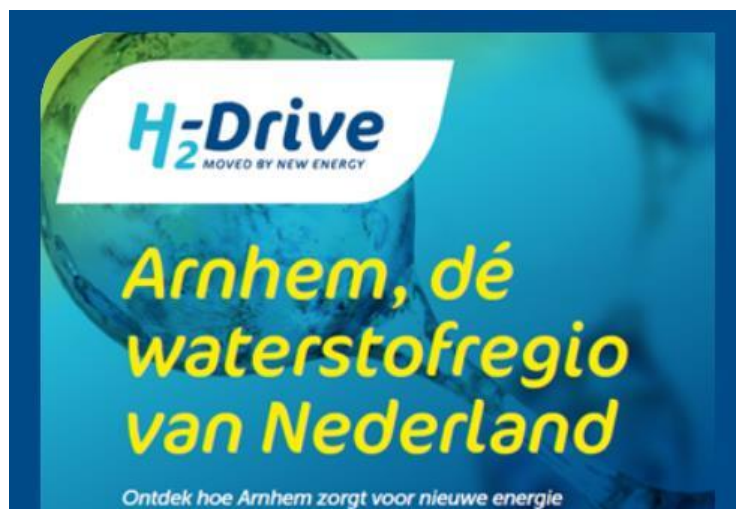 H2-Drive
MOVED BY NEW ENERGY
Arnhem, dé
waterstofregio
van Nederland
Ontdek hoe Arnhem zorgt voor nieuwe energie